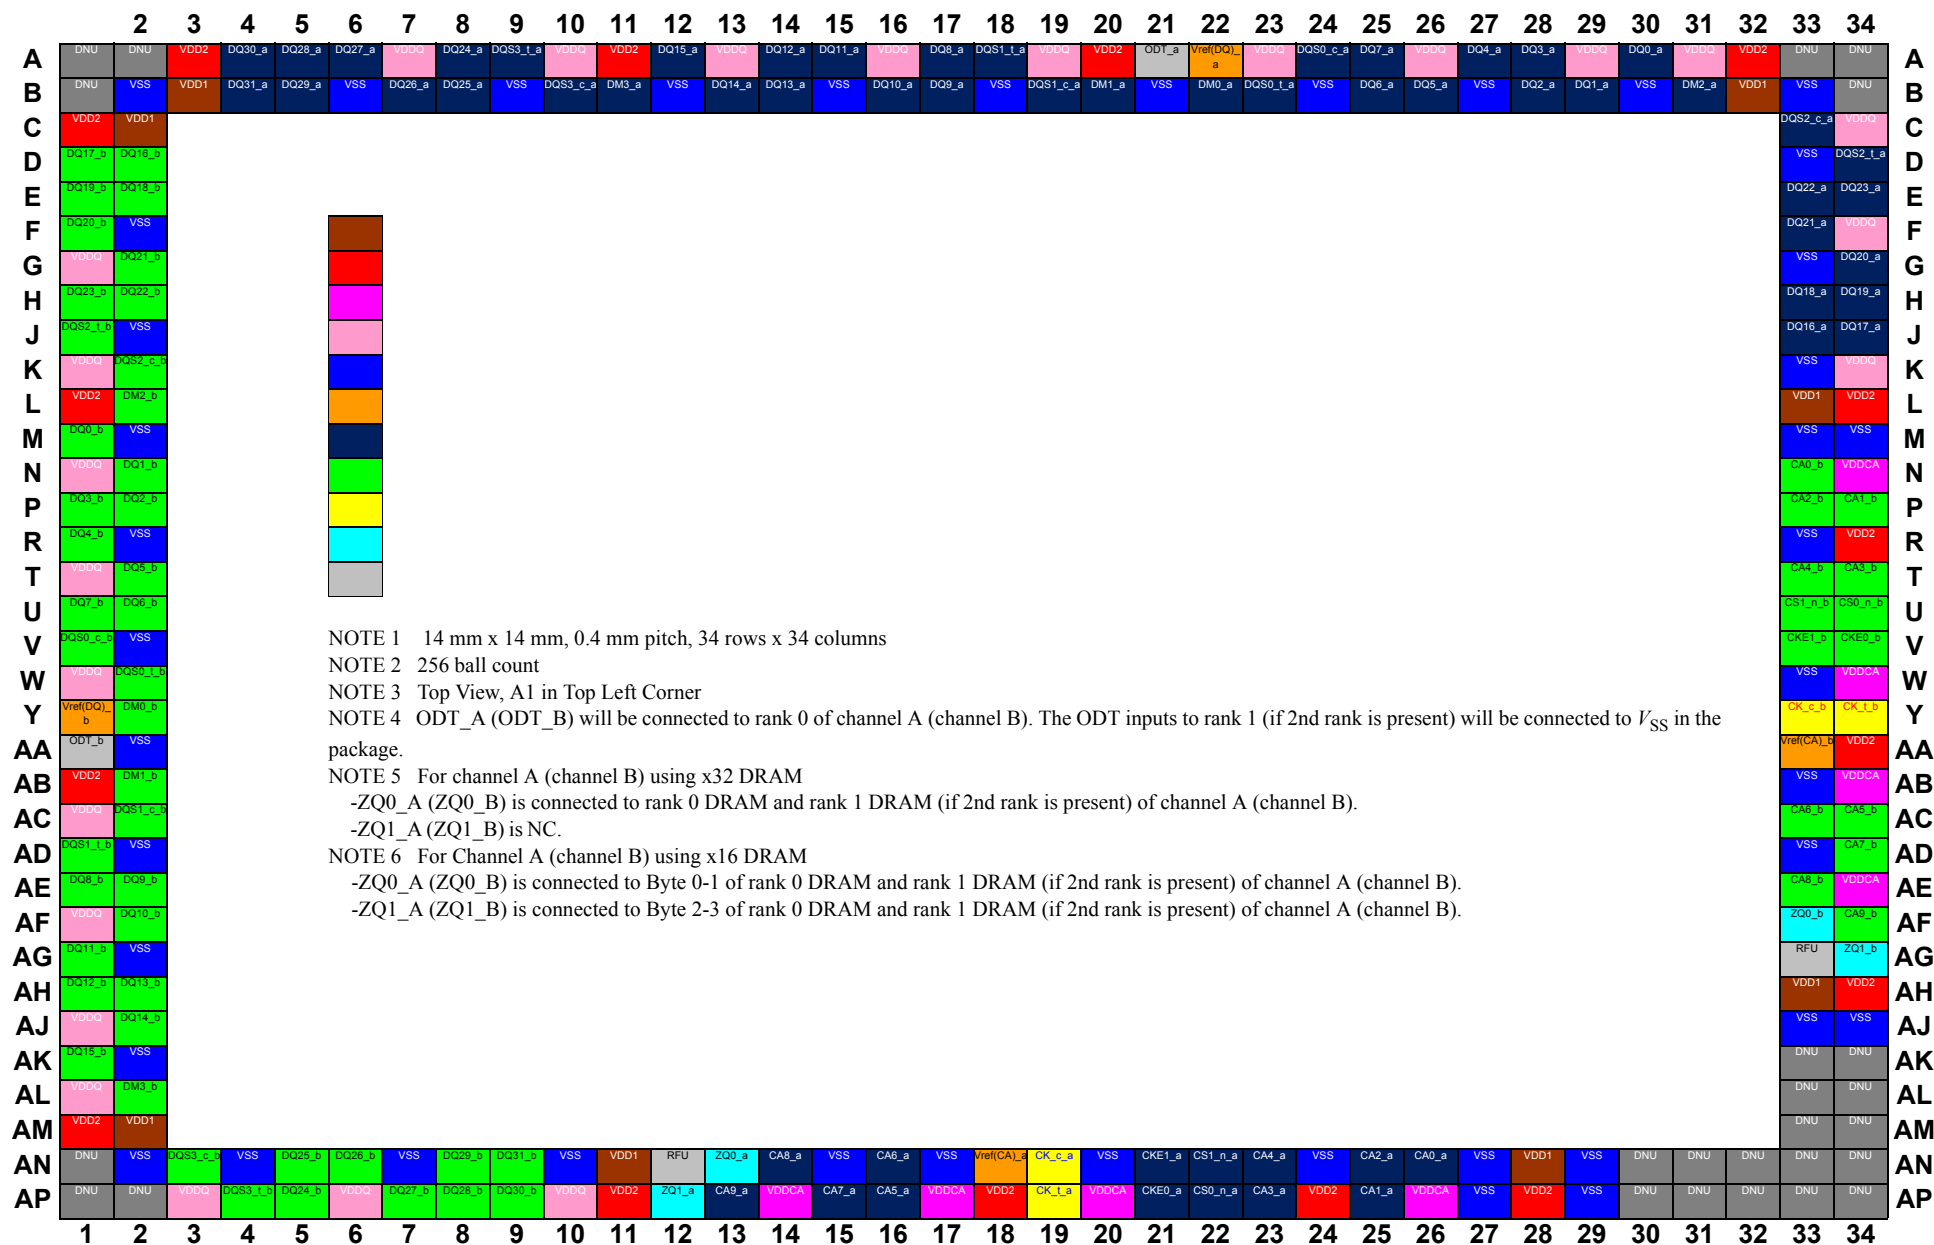 2 3 4 5 6 7 8 9 10 11 12 13 14 15 16 17 18 19 20 21 22 23 24 25 26 27 28 29 30 31 32 33 34
A DNU DNU VDD2 DQ30_a DQ28_a DQ27_a VDDQ DQ24_a DQS3_t_a VDDQ VDD2 DQ15_a VDDQ DQ12_a DQ11_a VDDQ DQ8_a DQS1_t_a VDDQ VDD2 ODT_a Vref(DQ)_a VDDQ DQS0_c_a DQ7_a VDDQ DQ4_a DQ3_a VDDQ DQ0_a VDDQ VDD2 DNU DNU A
B DNU VSS VDD1 DQ31_a DQ29_a VSS DQ26_a DQ25_a VSS DQS3_c_a DM3_a VSS DQ14_a DQ13_a VSS DQ10_a DQ9_a VSS DQS1_c_a DM1_a VSS DM0_a DQS0_t_a VSS DQ6_a DQ5_a VSS DQ2_a DQ1_a VSS DM2_a VDD1 VSS DNU B
C VDD2 VDD1 DQS2_c_a VDDQ C
D DQ17_b DQ16_b VSS DQS2_t_a D
E DQ19_b DQ18_b DQ22_a DQ23_a E
F DQ20_b VSS DQ21_a VDDQ F
G VDDQ DQ21_b VSS DQ20_a G
H DQ23_b DQ22_b DQ18_a DQ19_a H
J DQS2_t_b VSS DQ16_a DQ17_a J
K VDDQ DQS2_c_b VSS VDDQ K
L VDD2 DM2_b VDD1 VDD2 L
M DQ0_b VSS VSS VSS M
N VDDQ DQ1_b CA0_b VDDCA N
P DQ3_b DQ2_b CA2_b CA1_b P
R DQ4_b VSS VSS VDD2 R
T VDDQ DQ5_b CA4_b CA3_b T
U DQ7_b DQ6_b CS1_n_b CS0_n_b U
V DQS0_c_b VSS CKE1_b CKE0_b V
W VDDQ DQS0_t_b VSS VDDCA W
Y Vref(DQ)_b DM0_b CK_c_b CK_t_b Y
AA ODT_b VSS Vref(CA)_b VDD2 AA
AB VDD2 DM1_b VSS VDDCA AB
AC VDDQ DQS1_c_b CA6_b CA5_b AC
AD DQS1_t_b VSS VSS CA7_b AD
AE DQ8_b DQ9_b CA8_b VDDCA AE
AF VDDQ DQ10_b ZQ0_b CA9_b AF
AG DQ11_b VSS RFU ZQ1_b AG
AH DQ12_b DQ13_b VDD1 VDD2 AH
AJ VDDQ DQ14_b VSS VSS AJ
AK DQ15_b VSS DNU DNU AK
AL VDDQ DM3_b DNU DNU AL
AM VDD2 VDD1 DNU DNU AM
NOTE 1 14 mm x 14 mm, 0.4 mm pitch, 34 rows x 34 columns
NOTE 2 256 ball count
NOTE 3 Top View, A1 in Top Left Corner
NOTE 4 ODT_A (ODT_B) will be connected to rank 0 of channel A (channel B). The ODT inputs to rank 1 (if 2nd rank is present) will be connected to VSS in the
package.
NOTE 5 For channel A (channel B) using x32 DRAM
-ZQ0_A (ZQ0_B) is connected to rank 0 DRAM and rank 1 DRAM (if 2nd rank is present) of channel A (channel B).
-ZQ1_A (ZQ1_B) is NC.
NOTE 6 For Channel A (channel B) using x16 DRAM
-ZQ0_A (ZQ0_B) is connected to Byte 0-1 of rank 0 DRAM and rank 1 DRAM (if 2nd rank is present) of channel A (channel B).
-ZQ1_A (ZQ1_B) is connected to Byte 2-3 of rank 0 DRAM and rank 1 DRAM (if 2nd rank is present) of channel A (channel B).
AN DNU VSS DQS3_c_b VSS DQ25_b DQ26_b VSS DQ29_b DQ31_b VSS VDD1 RFU ZQ0_a CA8_a VSS CA6_a VSS Vref(CA)_a CK_c_a VSS CKE1_a CS1_n_a CA4_a VSS CA2_a CA0_a VSS VDD1 VSS DNU DNU DNU DNU DNU AN
AP DNU DNU VDDQ DQS3_t_b DQ24_b VDDQ DQ27_b DQ28_b DQ30_b VDDQ VDD2 ZQ1_a CA9_a VDDCA CA7_a CA5_a VDDCA VDD2 CK_t_a VDDCA CKE0_a CS0_n_a CA3_a VDD2 CA1_a VDDCA VSS VDD2 VSS DNU DNU DNU DNU DNU AP
1 2 3 4 5 6 7 8 9 10 11 12 13 14 15 16 17 18 19 20 21 22 23 24 25 26 27 28 29 30 31 32 33 34